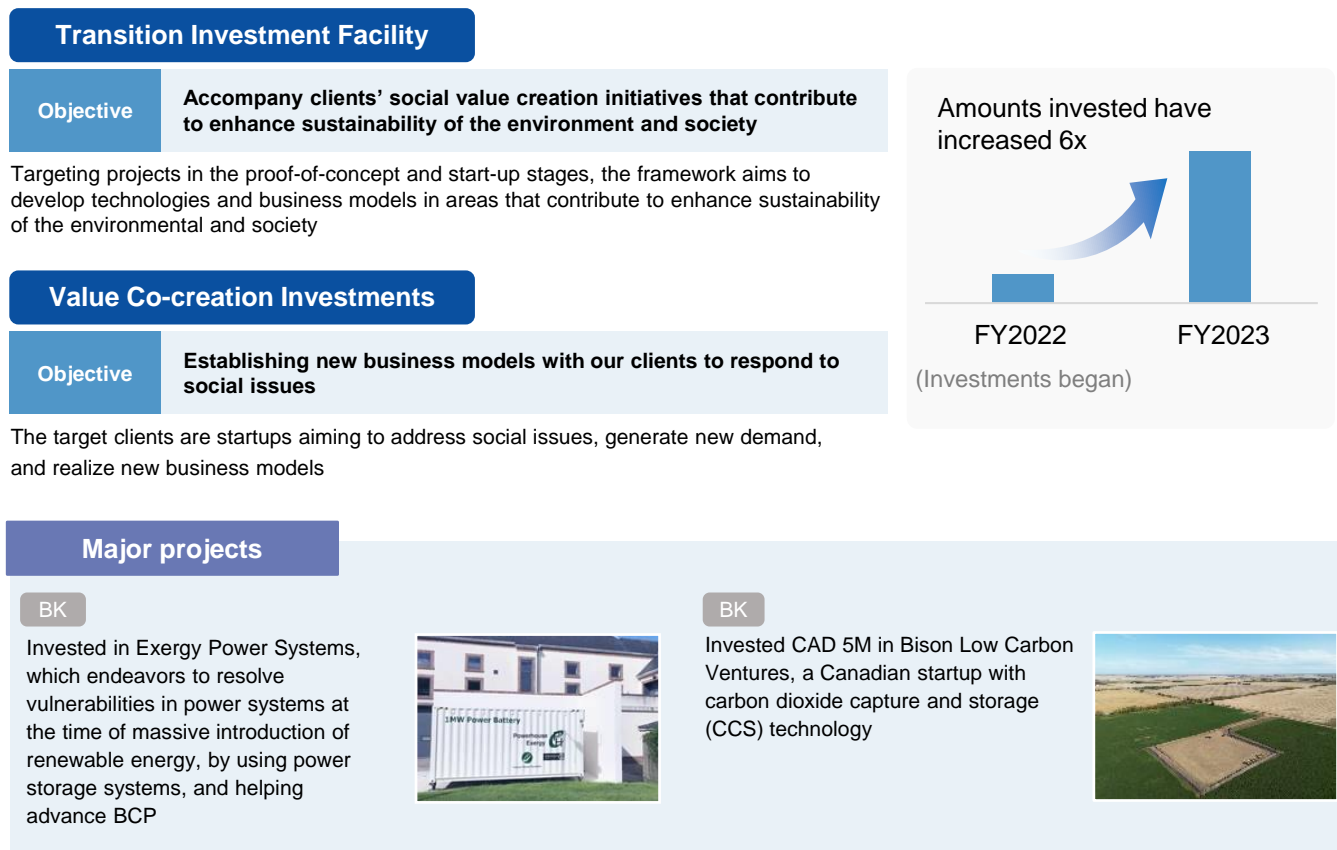 Transition Investment Facility
Objective
Accompany clients' social value creation initiatives that contribute
to enhance sustainability of the environment and society
Targeting projects in the proof-of-concept and start-up stages, the framework aims to
develop technologies and business models in areas that contribute to enhance sustainability
of the environmental and society
Amounts invested have
increased 6x
FY2022
FY2023
(Investments began)
Value Co-creation Investments
Objective
Establishing new business models with our clients to respond to
social issues
The target clients are startups aiming to address social issues, generate new demand,
and realize new business models
Major projects
BK
Invested in Exergy Power Systems,
which endeavors to resolve
vulnerabilities in power systems at
the time of massive introduction of
renewable energy, by using power
storage systems, and helping
advance BCP
1MW Power Battery
Powerhouse
Exergy
BK
Invested CAD 5M in Bison Low Carbon
Ventures, a Canadian startup with
carbon dioxide capture and storage
(CCS) technology